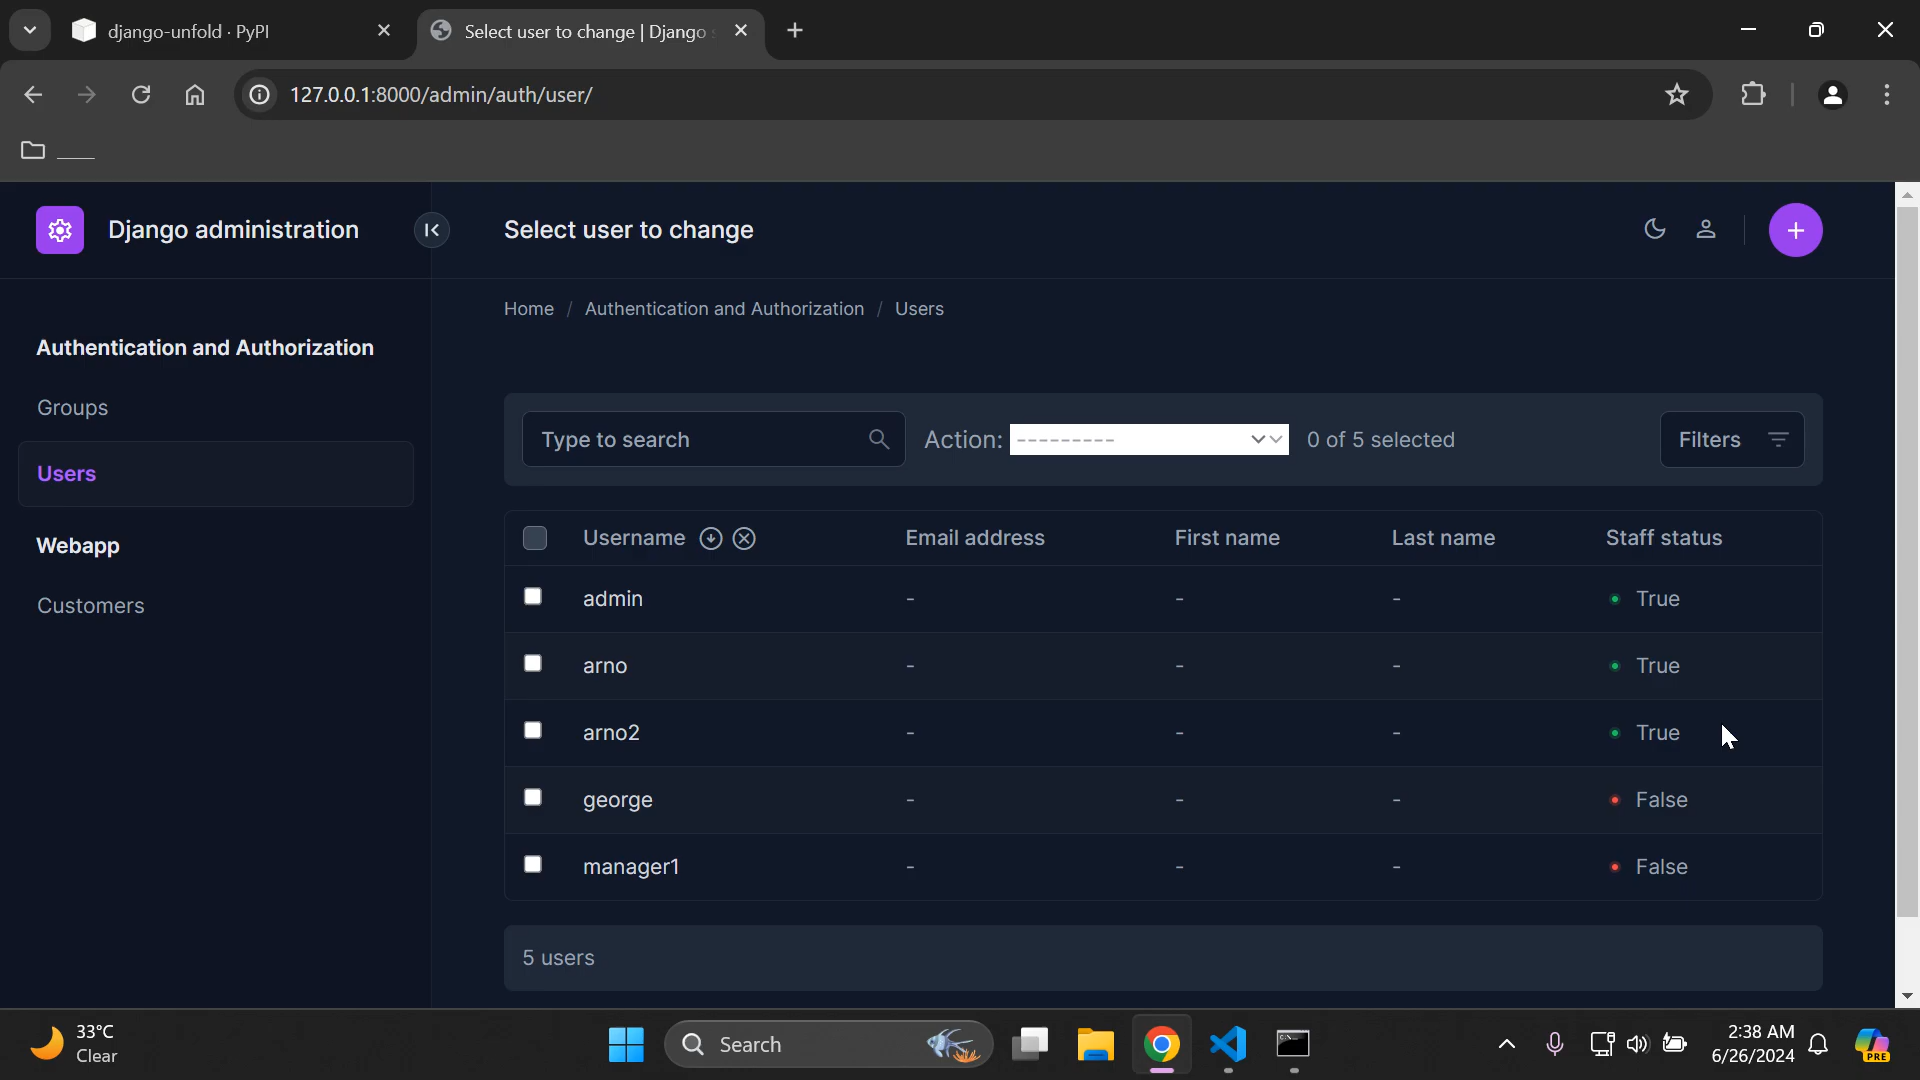 django-unfold · PyPI
Select user to change | Django
127.0.0.1:8000/admin/auth/user/
Django administration
Select user to change
Home / Authentication and Authorization / Users
Authentication and Authorization
Groups
Users
Webapp
Customers
Type to search
Action: ---------
0 of 5 selected
Filters
Username Email address First name Last name Staff status
admin - - - True
arno - - - True
arno2 - - - True
george - - - False
manager1 - - - False
5 users
33°C
Clear
Search
2:38 AM
6/26/2024
PRE